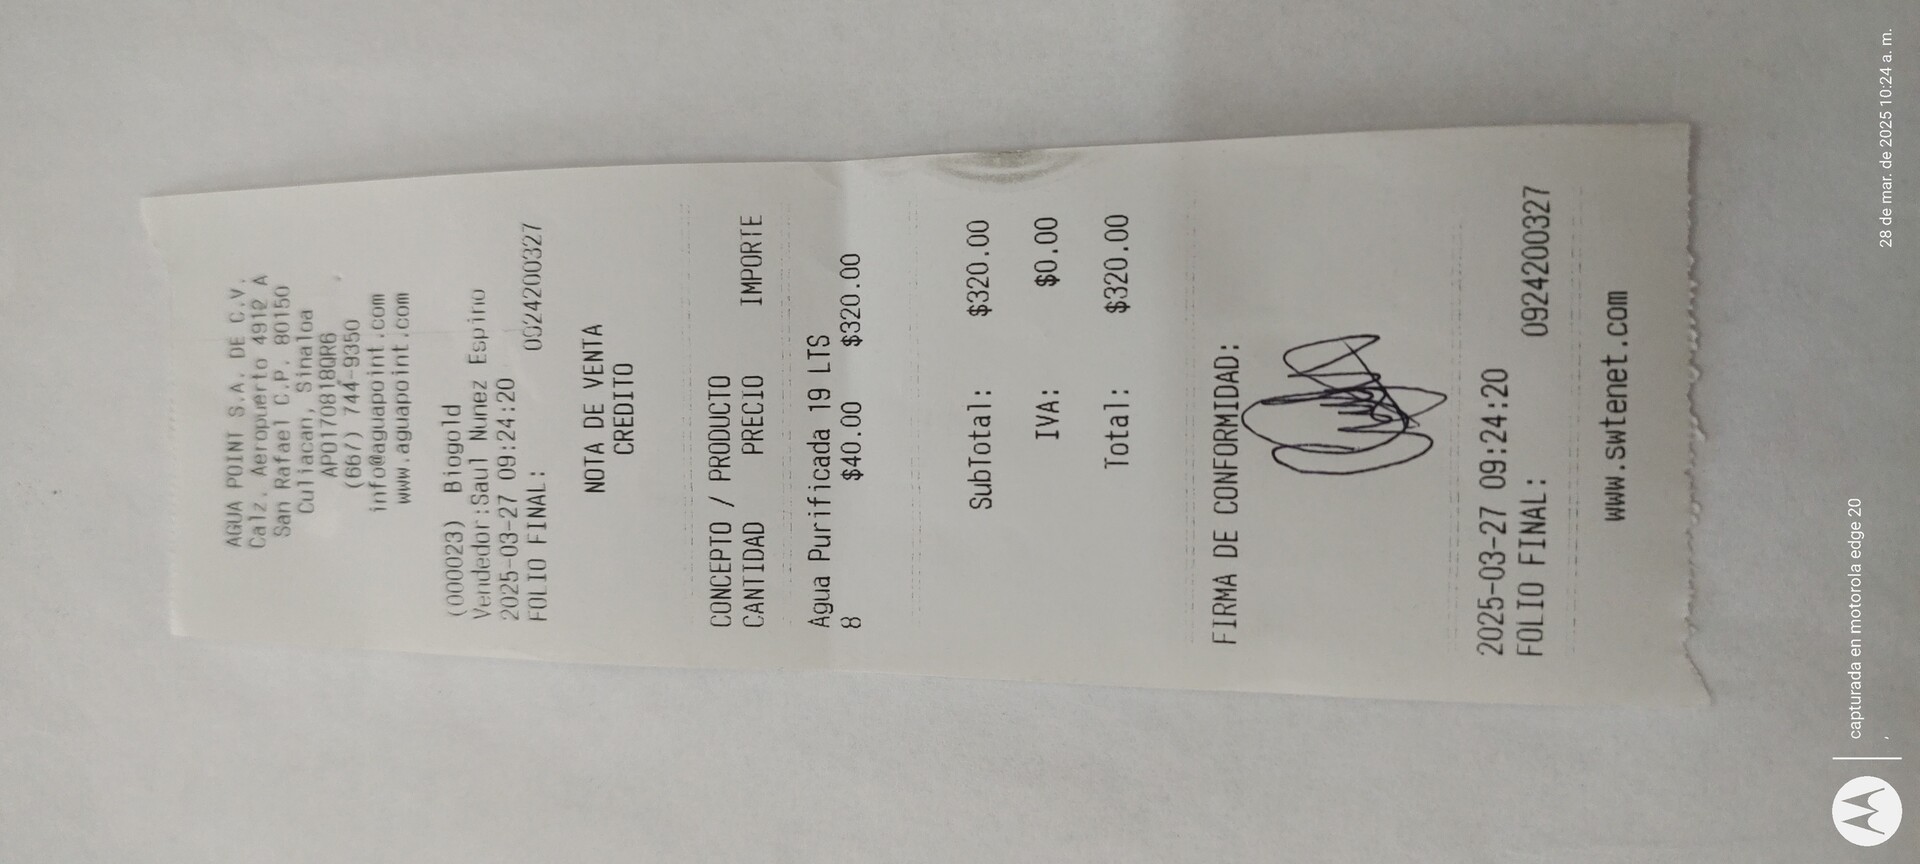 AGUA POINT S.A. DE C.V.
Calz. Aeropuerto 4912 A
San Rafael C.P. 80150
Culiacan, Sinaloa
APO170818QR6
(667) 744-9350
info@aguapoint.com
www.aguapoint.com
(000023) Biogold
Vendedor:Saul Nunez Espino
2025-03-27 09:24:20
FOLIO FINAL: 0924200327
NOTA DE VENTA
CREDITO
CONCEPTO / PRODUCTO
CANTIDAD PRECIO IMPORTE
Agua Purificada 19 LTS
8 $40.00 $320.00
SubTotal: $320.00
IVA: $0.00
Total: $320.00
FIRMA DE CONFORMIDAD:
2025-03-27 09:24:20
FOLIO FINAL: 0924200327
www.swtenet.com
capturada en motorola edge 20
,
28 de mar. de 2025 10:24 a. m.